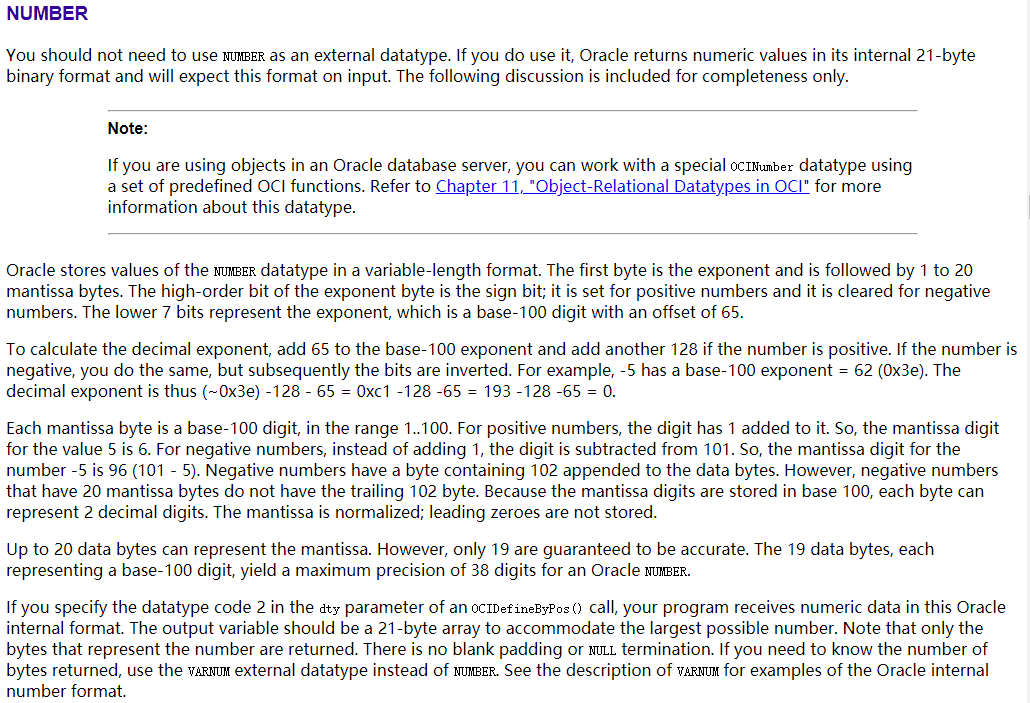 NUMBER
You should not need to use NUMBER as an external datatype. If you do use it, Oracle returns numeric values in its internal 21-byte
binary format and will expect this format on input. The following discussion is included for completeness only.
Note:
If you are using objects in an Oracle database server, you can work with a special OCINumber datatype using
a set of predefined OCI functions. Refer to Chapter 11, "Object-Relational Datatypes in OCI" for more
information about this datatype.
Oracle stores values of the NUMBER datatype in a variable-length format. The first byte is the exponent and is followed by 1 to 20
mantissa bytes. The high-order bit of the exponent byte is the sign bit; it is set for positive numbers and it is cleared for negative
numbers. The lower 7 bits represent the exponent, which is a base-100 digit with an offset of 65.
To calculate the decimal exponent, add 65 to the base-100 exponent and add another 128 if the number is positive. If the number is
negative, you do the same, but subsequently the bits are inverted. For example, -5 has a base-100 exponent = 62 (0x3e). The
decimal exponent is thus (~0x3e) -128 - 65 = 0xc1 -128 -65 = 193 -128 -65 = 0.
Each mantissa byte is a base-100 digit, in the range 1..100. For positive numbers, the digit has 1 added to it. So, the mantissa digit
for the value 5 is 6. For negative numbers, instead of adding 1, the digit is subtracted from 101. So, the mantissa digit for the
number -5 is 96 (101 - 5). Negative numbers have a byte containing 102 appended to the data bytes. However, negative numbers
that have 20 mantissa bytes do not have the trailing 102 byte. Because the mantissa digits are stored in base 100, each byte can
represent 2 decimal digits. The mantissa is normalized; leading zeroes are not stored.
Up to 20 data bytes can represent the mantissa. However, only 19 are guaranteed to be accurate. The 19 data bytes, each
representing a base-100 digit, yield a maximum precision of 38 digits for an Oracle NUMBER.
If you specify the datatype code 2 in the dty parameter of an OCIDefineByPos() call, your program receives numeric data in this Oracle
internal format. The output variable should be a 21-byte array to accommodate the largest possible number. Note that only the
bytes that represent the number are returned. There is no blank padding or NULL termination. If you need to know the number of
bytes returned, use the VARNUM external datatype instead of NUMBER. See the description of VARNUM for examples of the Oracle internal
number format.